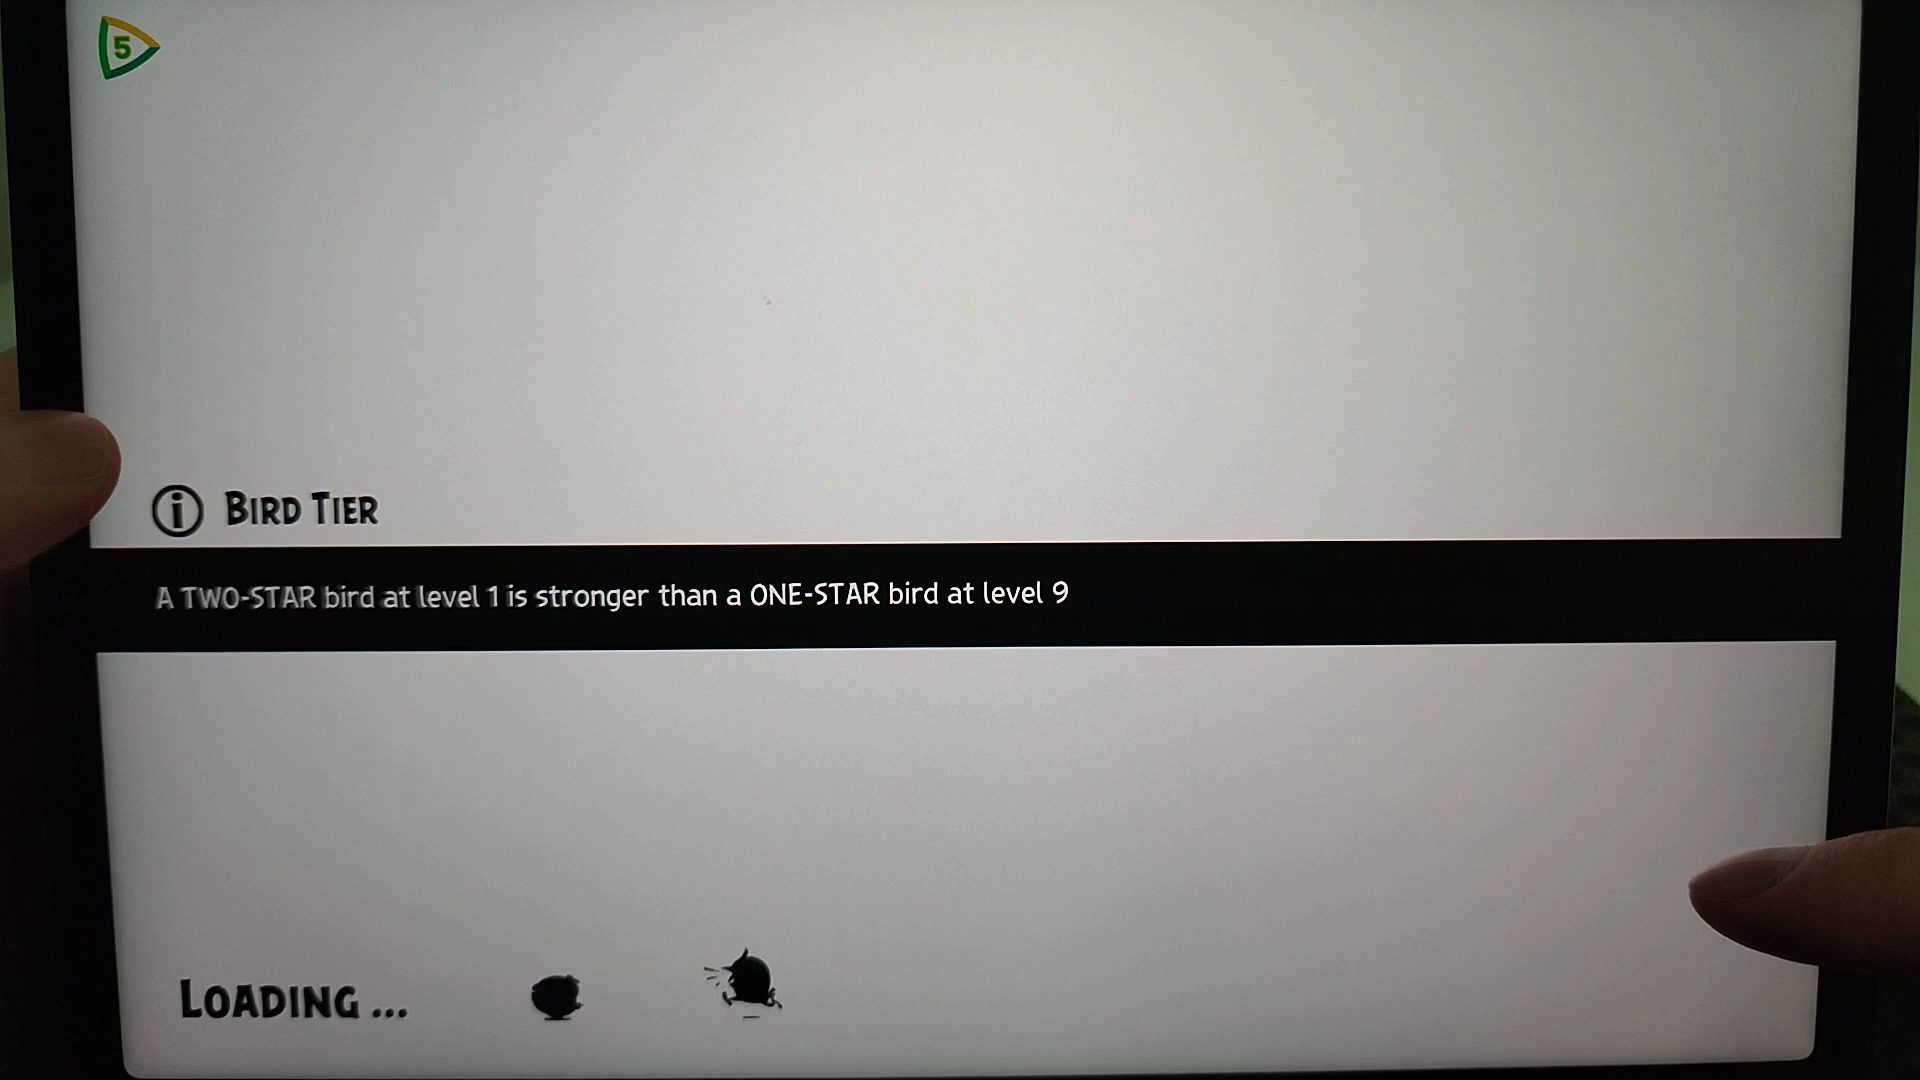 5
BIRD TIER
A TWO-STAR bird at level 1 is stronger than a ONE-STAR bird at level 9
LOADING ...